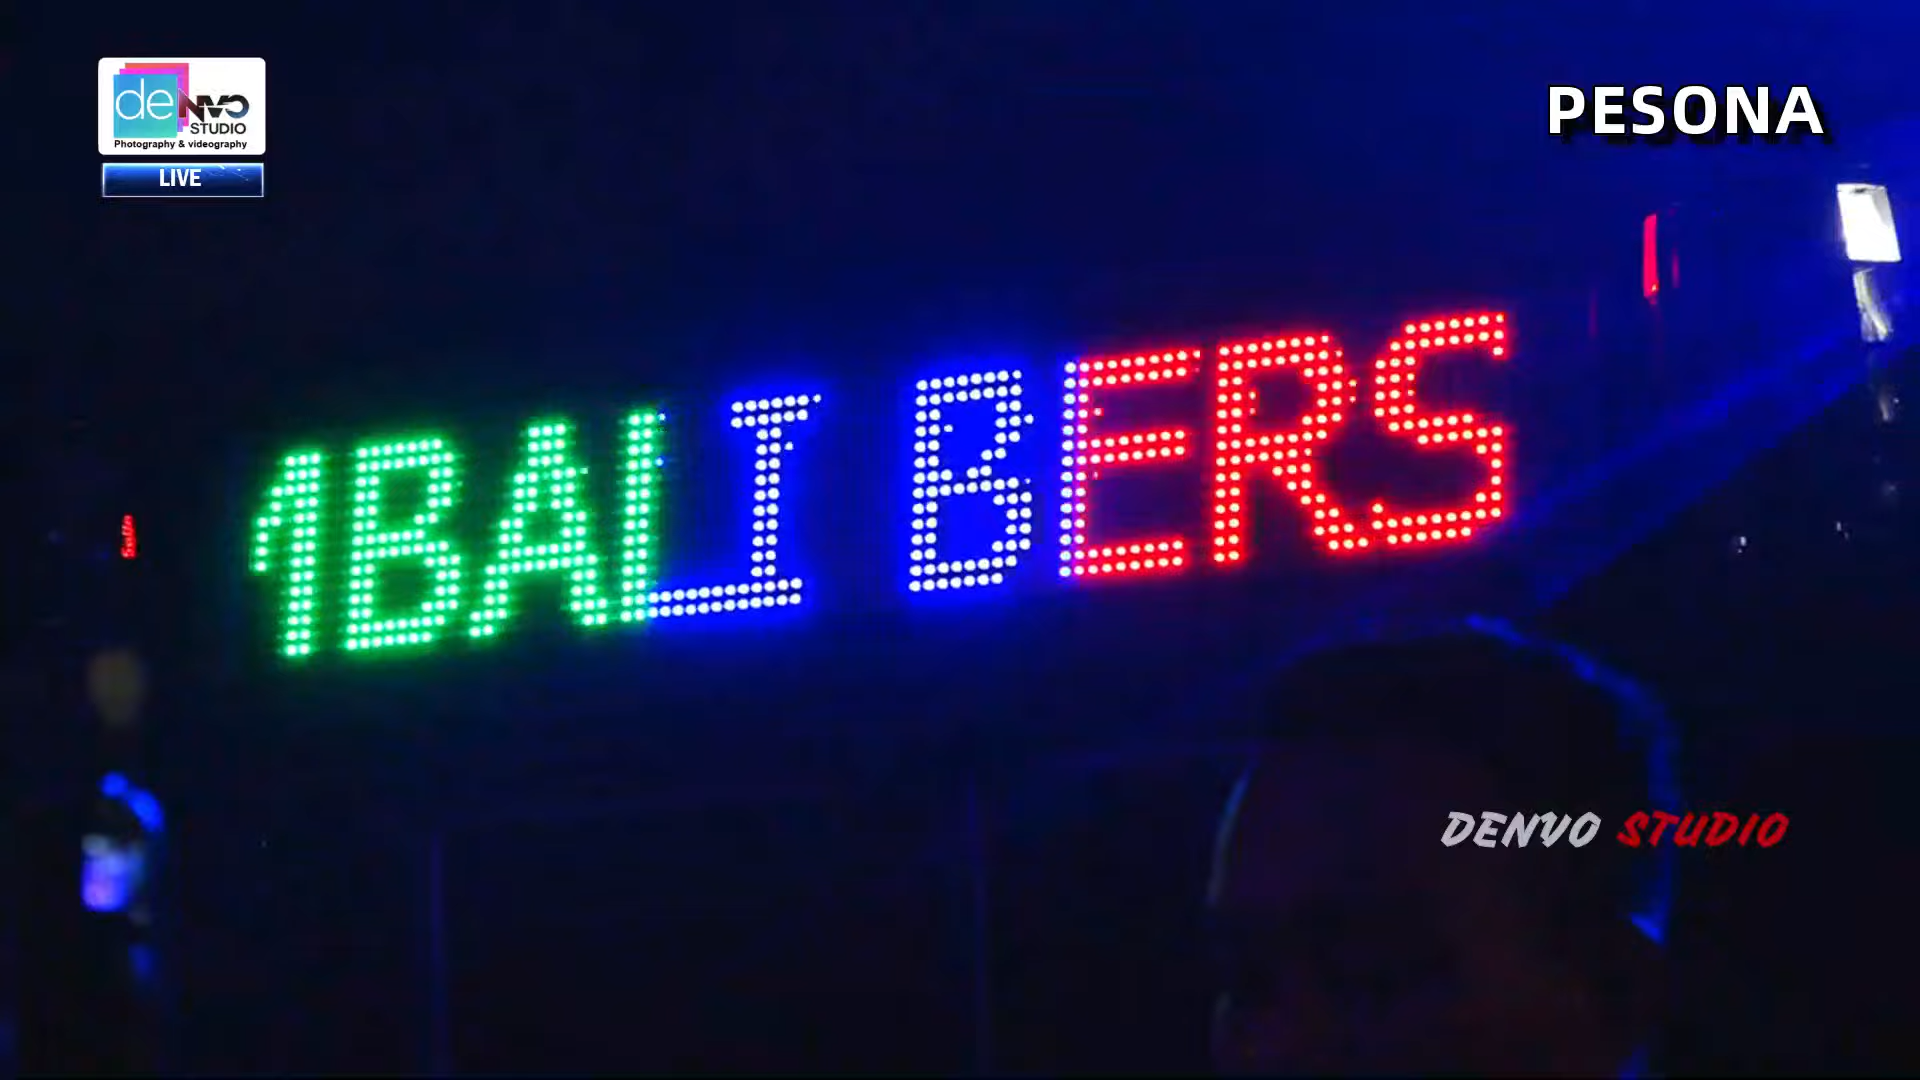 de NVO
STUDIO
Photography & videography
LIVE
PESONA
1BALI BERS
DENVO STUDIO